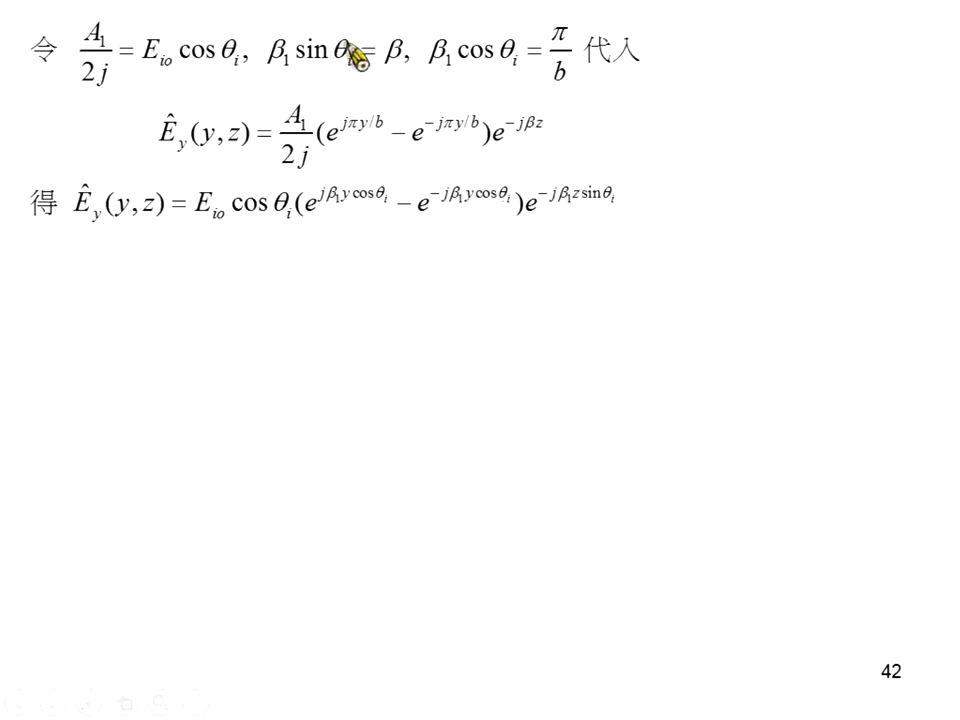 令 A₁/2j = E_io cos θ_i, β₁ sin θ_i = β, β₁ cos θ_i = π/b 代入
Ê_y(y, z) = A₁/2j (e^{jπy/b} − e^{−jπy/b})e^{−jβz}
得 Ê_y(y, z) = E_io cos θ_i(e^{jβ₁y cos θ_i} − e^{−jβ₁y cos θ_i})e^{−jβ₁z sin θ_i}
42